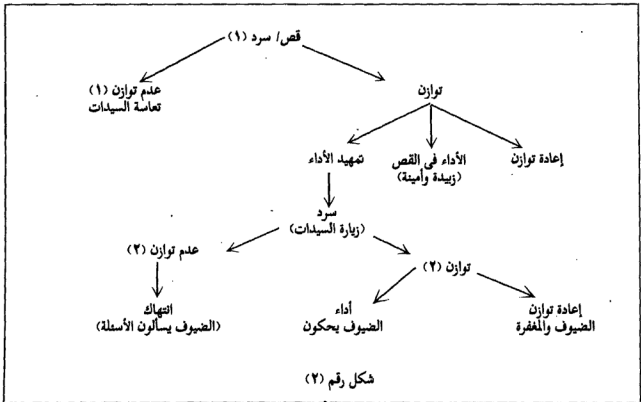 قص/ سرد (١)
توازن
عدم توازن (١)
تعاسة السيدات
إعادة توازن
الأداء فى القص
(زبيدة وأمينة)
تمهيد الأداء
سرد
(زيارة السيدات)
توازن (٢)
عدم توازن (٢)
إعادة توازن
الضيوف والمغفرة
أداء
الضيوف يحكون
انتهاك
(الضيوف يسألون الأسئلة)
شكل رقم (٢)